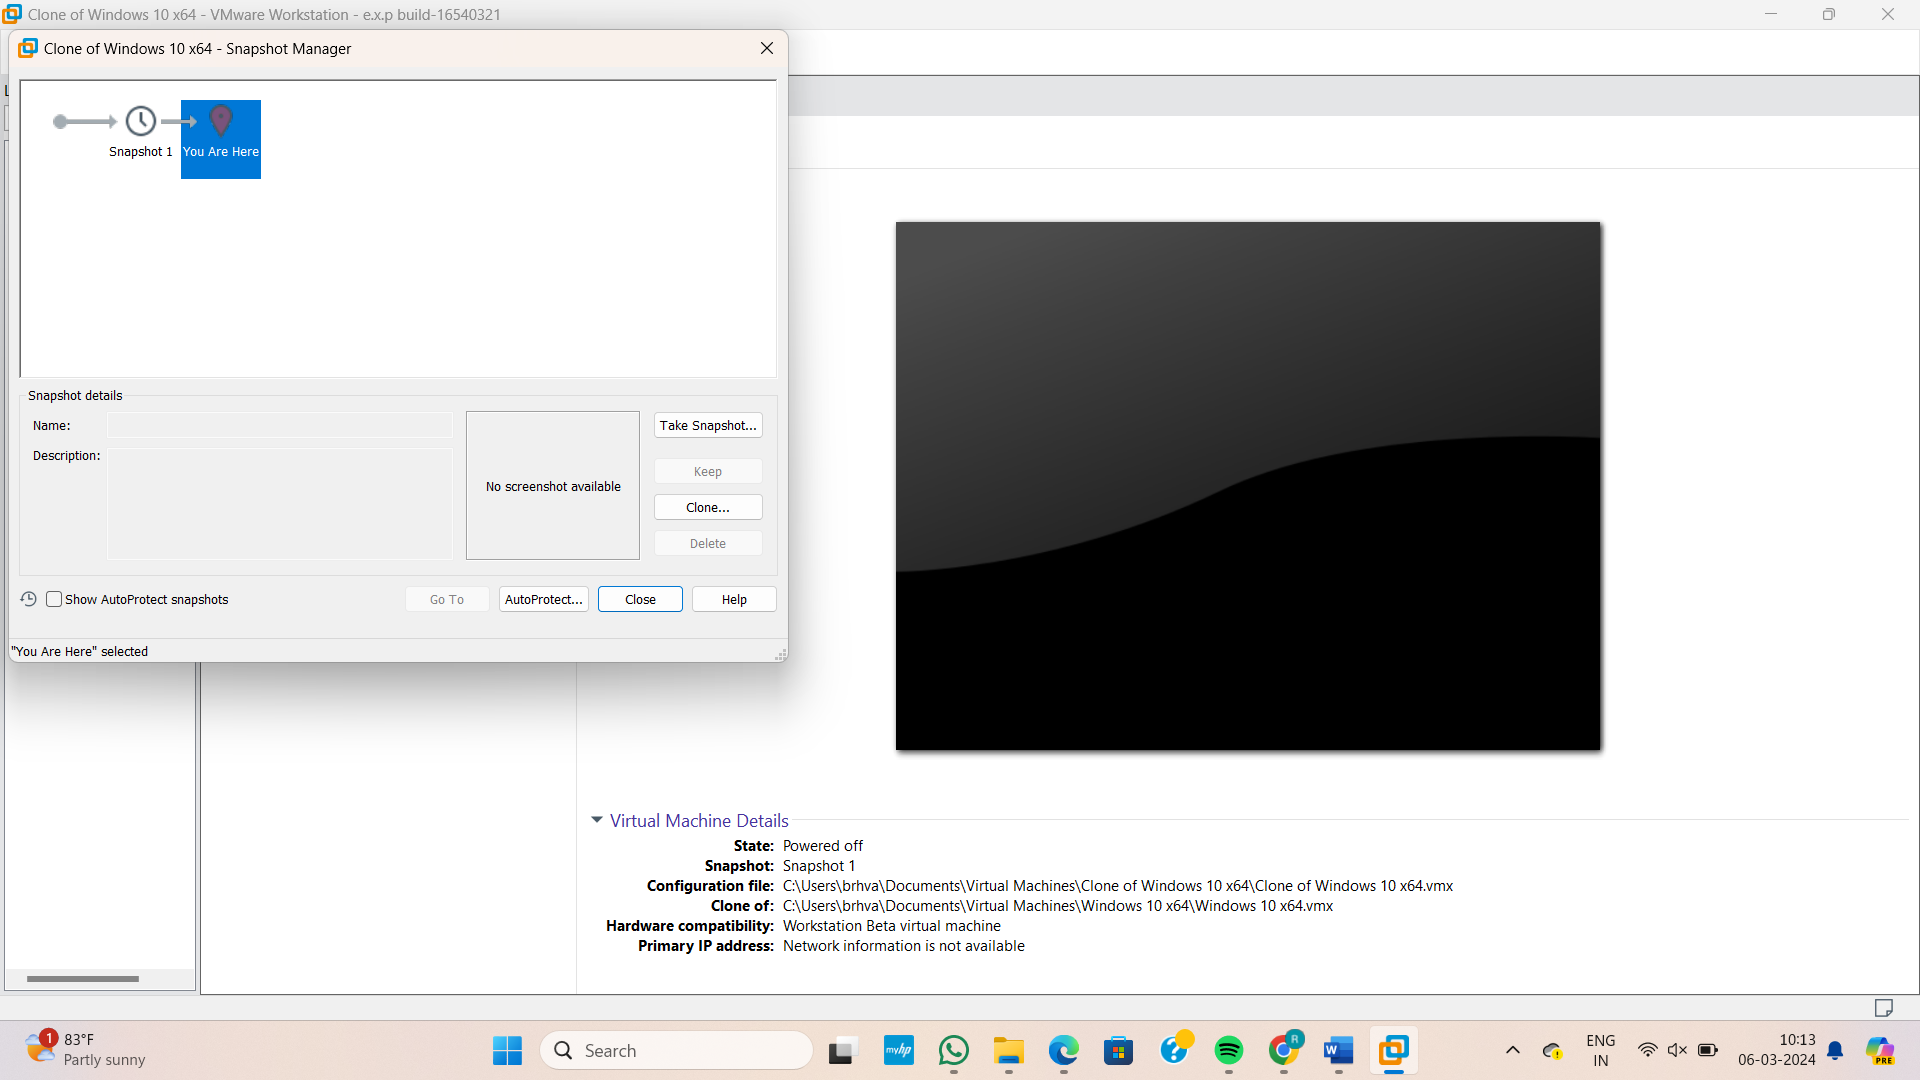 Clone of Windows 10 x64 - VMware Workstation - e.x.p build-16540321
Clone of Windows 10 x64 - Snapshot Manager
Snapshot 1
You Are Here
Snapshot details
Name:
Description:
No screenshot available
Take Snapshot...
Keep
Clone...
Delete
Show AutoProtect snapshots
Go To
AutoProtect...
Close
Help
"You Are Here" selected
Virtual Machine Details
State: Powered off
Snapshot: Snapshot 1
Configuration file: C:\Users\brhva\Documents\Virtual Machines\Clone of Windows 10 x64\Clone of Windows 10 x64.vmx
Clone of: C:\Users\brhva\Documents\Virtual Machines\Windows 10 x64\Windows 10 x64.vmx
Hardware compatibility: Workstation Beta virtual machine
Primary IP address: Network information is not available
1
83°F
Partly sunny
Search
myhp
R
W
PRE
ENG
IN
10:13
06-03-2024